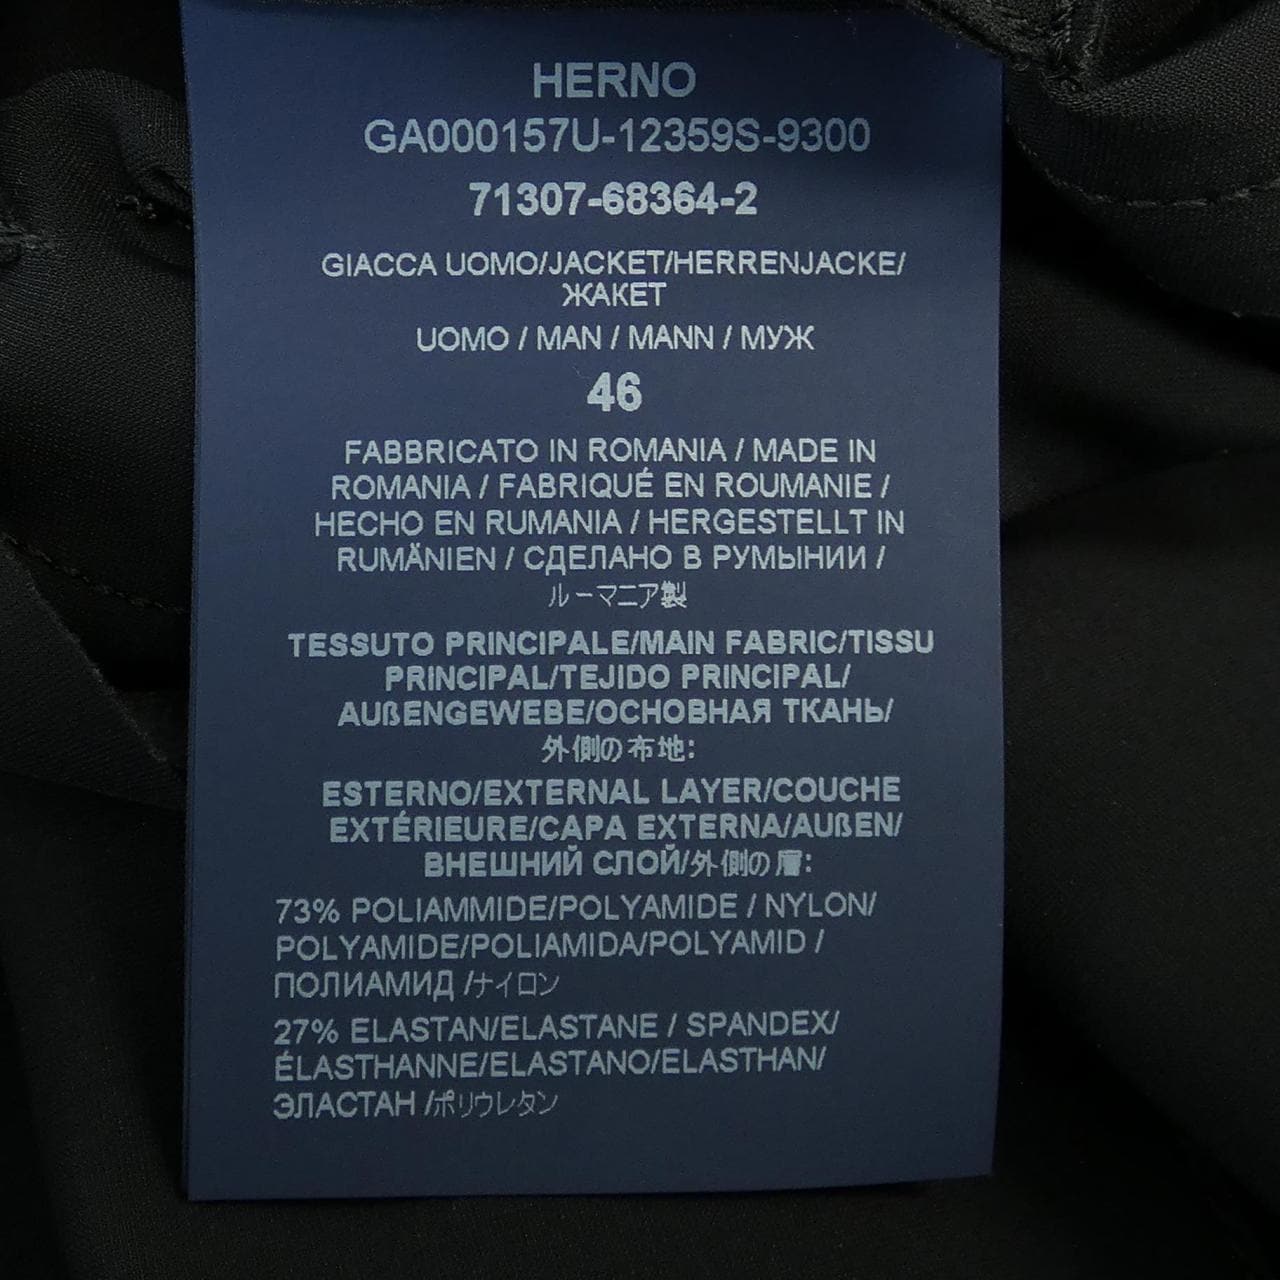 HERNO
GA000157U-12359S-9300
71307-68364-2
GIACCA UOMO/JACKET/HERRENJACKE/
ЖАКЕТ
UOMO / MAN / MANN / МУЖ
46
FABBRICATO IN ROMANIA / MADE IN
ROMANIA / FABRIQUÉ EN ROUMANIE /
HECHO EN RUMANIA / HERGESTELLT IN
RUMÄNIEN / СДЕЛАНО В РУМЫНИИ /
ルーマニア製
TESSUTO PRINCIPALE/MAIN FABRIC/TISSU
PRINCIPAL/TEJIDO PRINCIPAL/
AUßENGEWEBE/ОСНОВНАЯ ТКАНЬ/
外側の布地:
ESTERNO/EXTERNAL LAYER/COUCHE
EXTÉRIEURE/CAPA EXTERNA/AUßEN/
ВНЕШНИЙ СЛОЙ/外側の層:
73% POLIAMMIDE/POLYAMIDE / NYLON/
POLYAMIDE/POLIAMIDA/POLYAMID /
ПОЛИАМИД /ナイロン
27% ELASTAN/ELASTANE / SPANDEX/
ÉLASTHANNE/ELASTANO/ELASTHAN/
ЭЛАСТАН /ポリウレタン